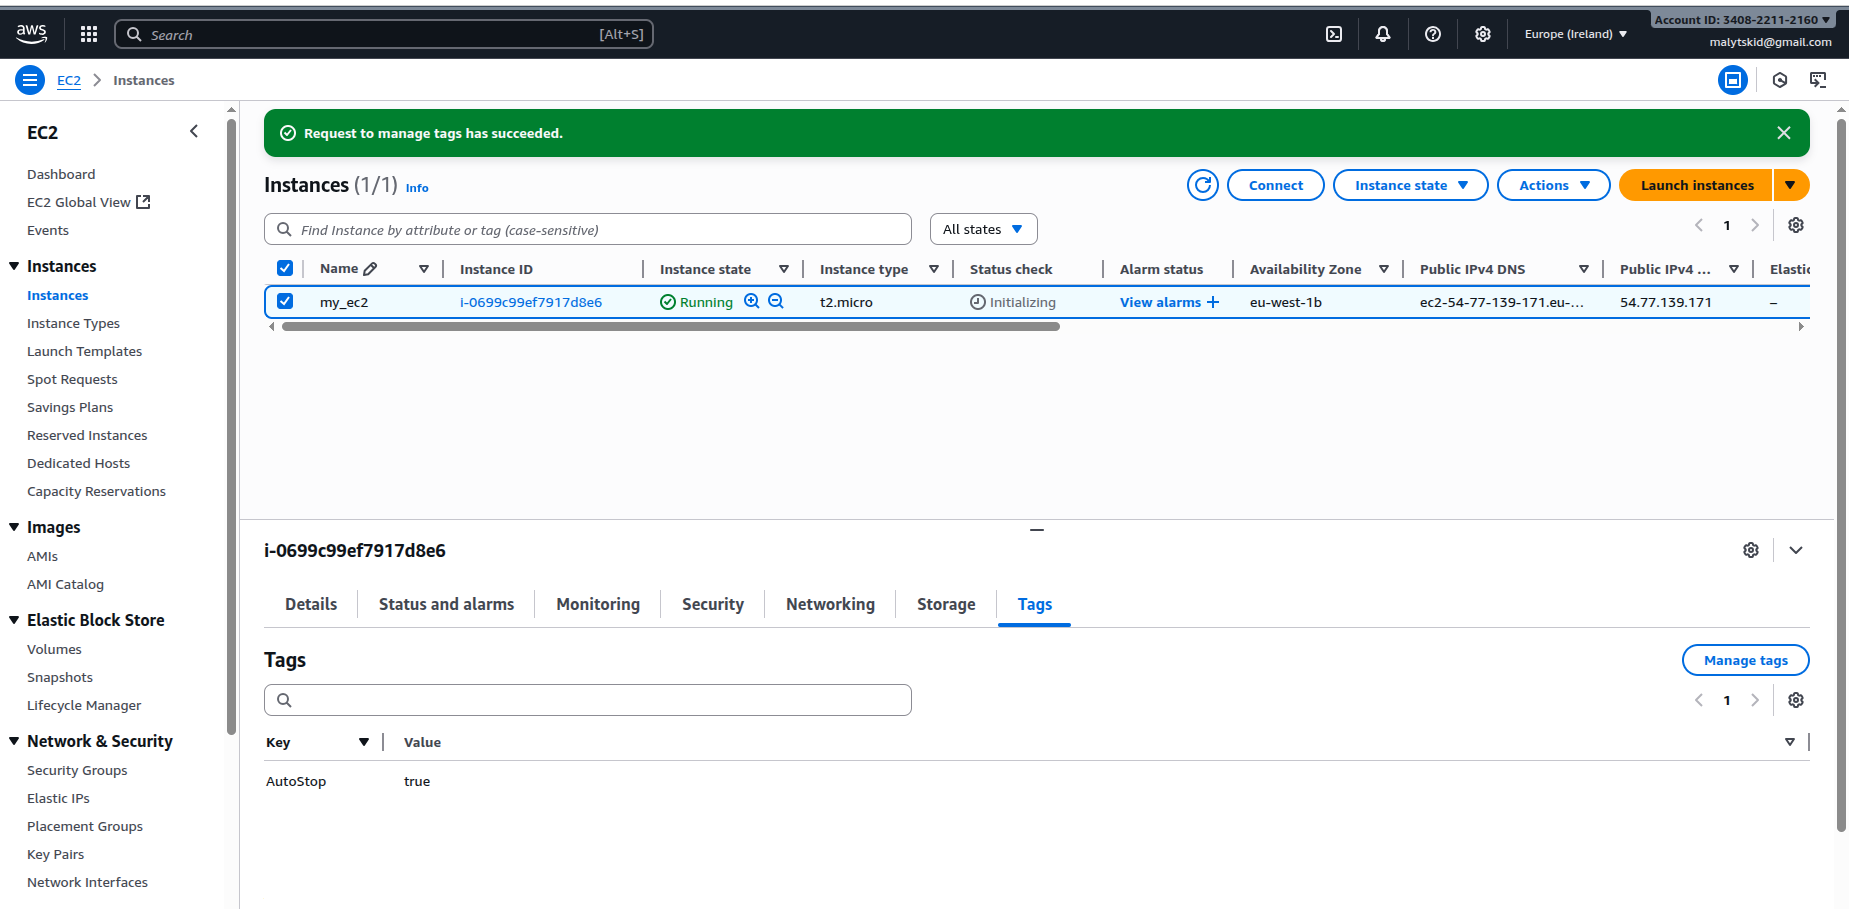 aws
Search [Alt+S]
Europe (Ireland)
Account ID: 3408-2211-2160
malytskid@gmail.com
EC2 Instances
EC2
Dashboard
EC2 Global View
Events
Instances
Instances
Instance Types
Launch Templates
Spot Requests
Savings Plans
Reserved Instances
Dedicated Hosts
Capacity Reservations
Images
AMIs
AMI Catalog
Elastic Block Store
Volumes
Snapshots
Lifecycle Manager
Network & Security
Security Groups
Elastic IPs
Placement Groups
Key Pairs
Network Interfaces
Request to manage tags has succeeded.
Instances (1/1) Info
Connect
Instance state
Actions
Launch instances
Find Instance by attribute or tag (case-sensitive)
All states
1
Name Instance ID Instance state Instance type Status check Alarm status Availability Zone Public IPv4 DNS Public IPv4 ... Elastic
my_ec2 i-0699c99ef7917d8e6 Running t2.micro Initializing View alarms + eu-west-1b ec2-54-77-139-171.eu-... 54.77.139.171 –
i-0699c99ef7917d8e6
Details Status and alarms Monitoring Security Networking Storage Tags
Tags
Manage tags
1
Key Value
AutoStop true